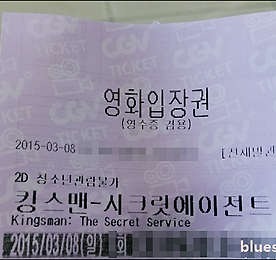 CGV
TICKET
영화입장권
(영수증 겸용)
2015-03-08
2D 청소년관람불가
킹스맨-시크릿에이전트
Kingsman: The Secret Service
2015/03/08(일)
blues